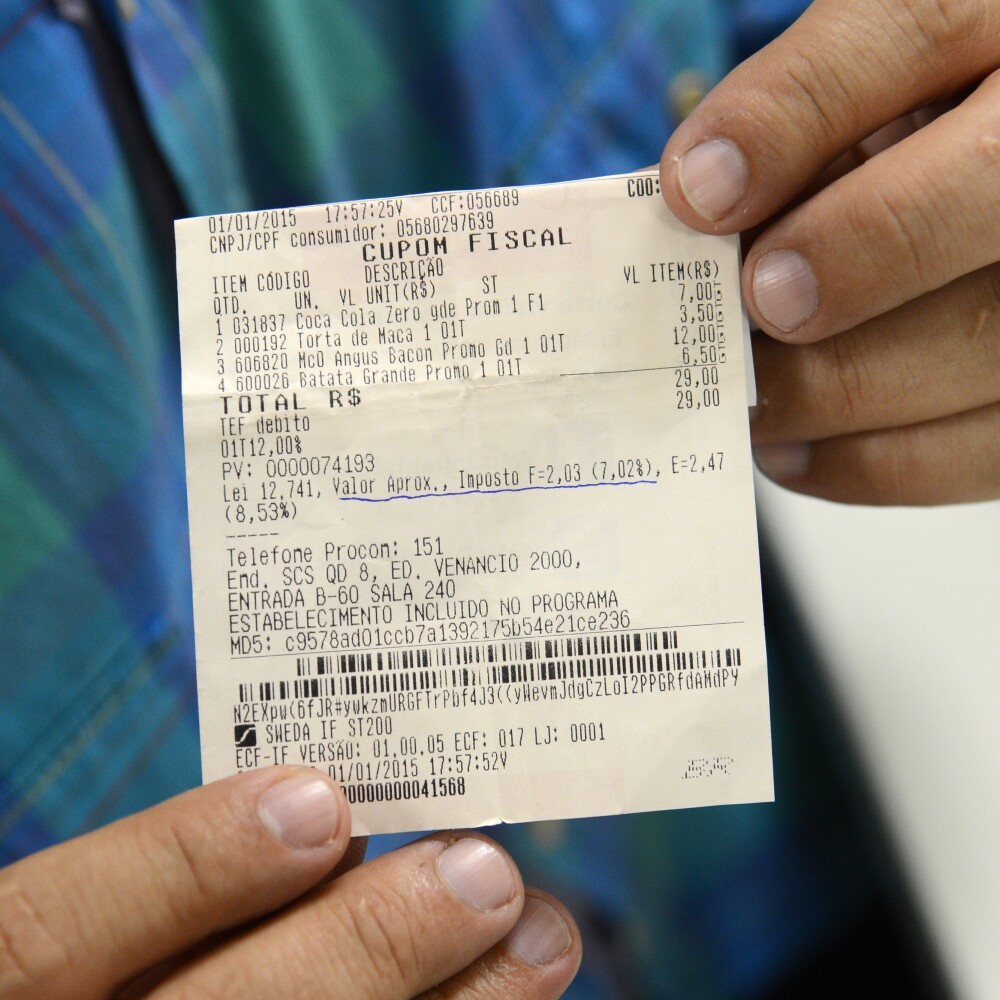 01/01/2015 17:57:25V CCF:056689 COO:
CNPJ/CPF consumidor: 05680297639
CUPOM FISCAL
ITEM CÓDIGO DESCRIÇÃO
QTD. UN. VL UNIT(R$) ST VL ITEM(R$)
1 031837 Coca Cola Zero gde Prom 1 F1 7,00
2 000192 Torta de Maca 1 01T 3,50
3 606820 McO Angus Bacon Promo Gd 1 01T 12,00
4 600026 Batata Grande Promo 1 01T 6,50
TOTAL R$ 29,00
TEF debito 29,00
01T12,00%
PV: 0000074193
Lei 12.741, Valor Aprox., Imposto F=2,03 (7,02%), E=2,47
(8,53%)
-----
Telefone Procon: 151
End. SCS QD 8, ED. VENANCIO 2000,
ENTRADA B-60 SALA 240
ESTABELECIMENTO INCLUIDO NO PROGRAMA
MD5: c9578ad01ccb7a1392175b54e21ce236
N2EXpw(6fJR#ywkzmURGFTrPbf4J3((yWevmJdgCzLoI2PPGRfdAHdPY
SWEDA IF ST200
ECF-IF VERSÃO: 01.00.05 ECF: 017 LJ: 0001
01/01/2015 17:57:52V
00000000041568